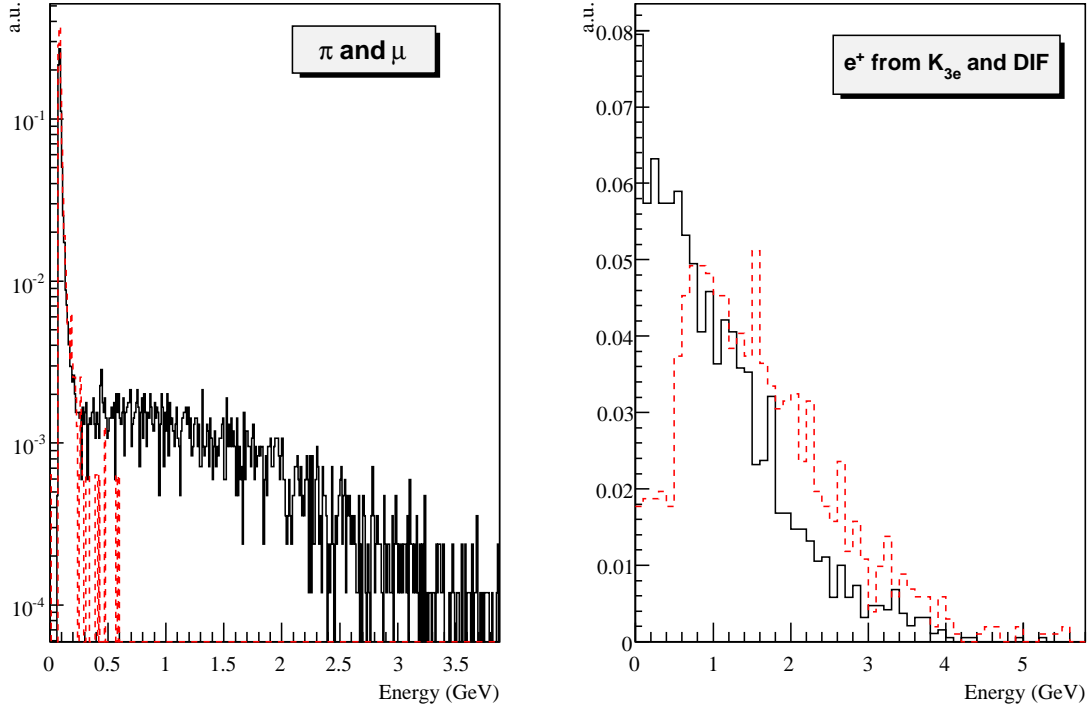 a.u.
π and μ
10⁻¹
10⁻²
10⁻³
10⁻⁴
0 0.5 1 1.5 2 2.5 3 3.5
Energy (GeV)
a.u.
e⁺ from K₃ₑ and DIF
0.08
0.07
0.06
0.05
0.04
0.03
0.02
0.01
0
0 1 2 3 4 5
Energy (GeV)